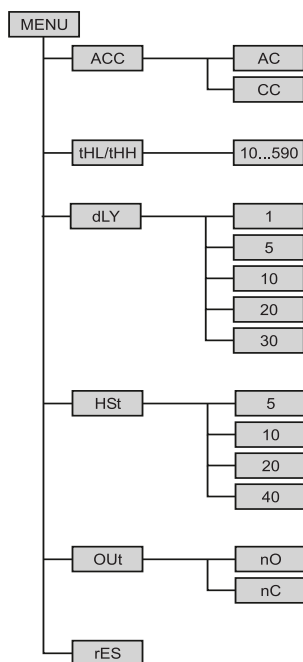 MENU
ACC
AC
CC
tHL/tHH
10...590
dLY
1
5
10
20
30
HSt
5
10
20
40
OUt
nO
nC
rES